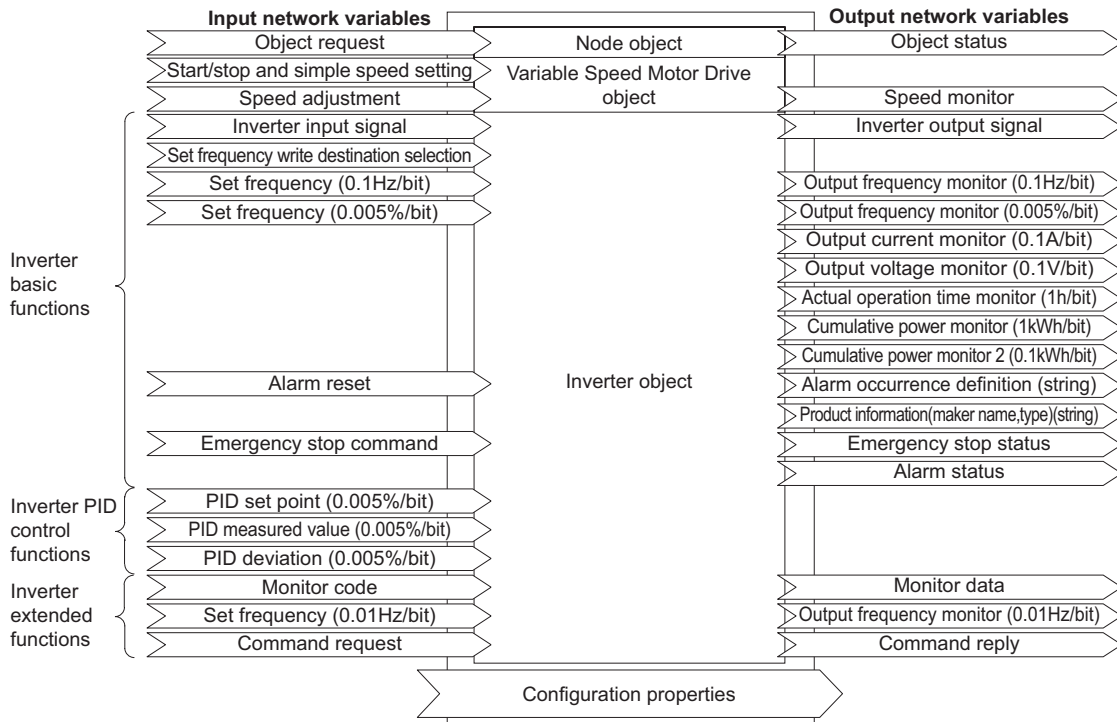 Input network variables
Output network variables
Object request
Node object
Object status
Start/stop and simple speed setting
Variable Speed Motor Drive
object
Speed adjustment
Speed monitor
Inverter input signal
Inverter output signal
Set frequency write destination selection
Set frequency (0.1Hz/bit)
Output frequency monitor (0.1Hz/bit)
Set frequency (0.005%/bit)
Output frequency monitor (0.005%/bit)
Output current monitor (0.1A/bit)
Inverter
basic
functions
Output voltage monitor (0.1V/bit)
Actual operation time monitor (1h/bit)
Cumulative power monitor (1kWh/bit)
Cumulative power monitor 2 (0.1kWh/bit)
Alarm reset
Inverter object
Alarm occurrence definition (string)
Product information(maker name,type)(string)
Emergency stop command
Emergency stop status
Alarm status
Inverter PID
control
functions
PID set point (0.005%/bit)
PID measured value (0.005%/bit)
PID deviation (0.005%/bit)
Inverter
extended
functions
Monitor code
Monitor data
Set frequency (0.01Hz/bit)
Output frequency monitor (0.01Hz/bit)
Command request
Command reply
Configuration properties